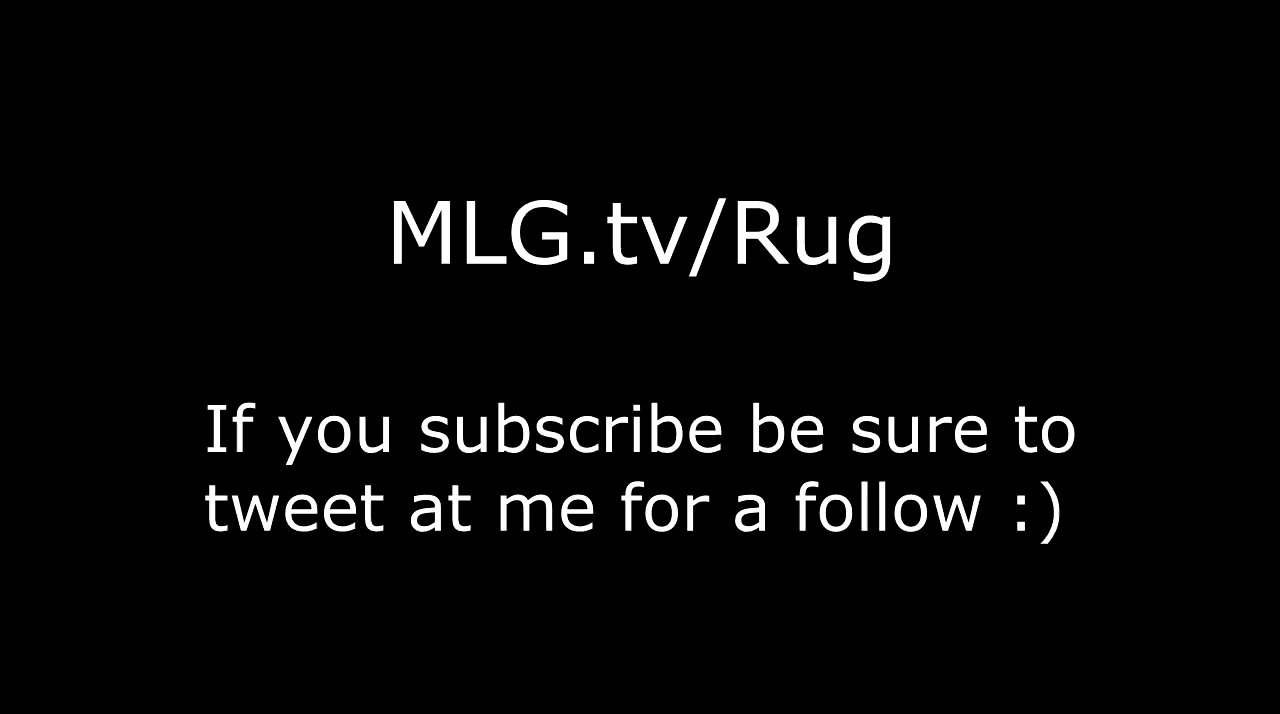 MLG.tv/Rug
If you subscribe be sure to
tweet at me for a follow :)